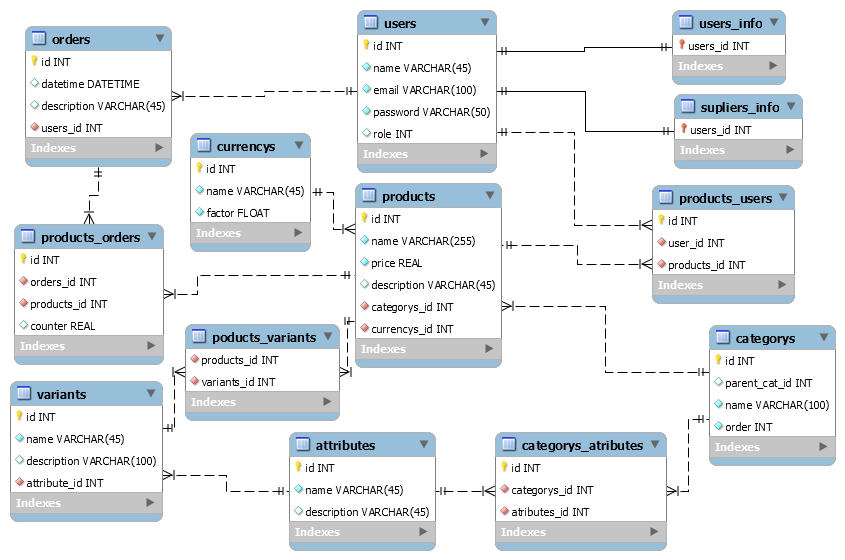 orders
id INT
datetime DATETIME
description VARCHAR(45)
users_id INT
Indexes
users
id INT
name VARCHAR(45)
email VARCHAR(100)
password VARCHAR(50)
role INT
Indexes
users_info
users_id INT
Indexes
supliers_info
users_id INT
Indexes
currencys
id INT
name VARCHAR(45)
factor FLOAT
Indexes
products
id INT
name VARCHAR(255)
price REAL
description VARCHAR(45)
categorys_id INT
currencys_id INT
Indexes
products_users
id INT
user_id INT
products_id INT
Indexes
products_orders
id INT
orders_id INT
products_id INT
counter REAL
Indexes
poducts_variants
products_id INT
variants_id INT
Indexes
categorys
id INT
parent_cat_id INT
name VARCHAR(100)
order INT
Indexes
variants
id INT
name VARCHAR(45)
description VARCHAR(100)
attribute_id INT
Indexes
attributes
id INT
name VARCHAR(45)
description VARCHAR(45)
Indexes
categorys_atributes
id INT
categorys_id INT
atributes_id INT
Indexes